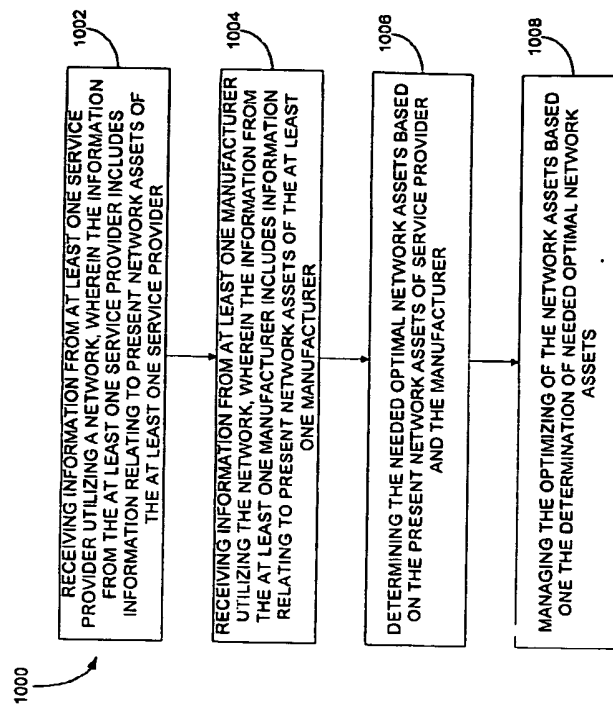 1000
RECEIVING INFORMATION FROM AT LEAST ONE SERVICE
PROVIDER UTILIZING A NETWORK, WHEREIN THE INFORMATION
FROM THE AT LEAST ONE SERVICE PROVIDER INCLUDES
INFORMATION RELATING TO PRESENT NETWORK ASSETS OF
THE AT LEAST ONE SERVICE PROVIDER
1002
RECEIVING INFORMATION FROM AT LEAST ONE MANUFACTURER
UTILIZING THE NETWORK, WHEREIN THE INFORMATION FROM
THE AT LEAST ONE MANUFACTURER INCLUDES INFORMATION
RELATING TO PRESENT NETWORK ASSETS OF THE AT LEAST
ONE MANUFACTURER
1004
DETERMINING THE NEEDED OPTIMAL NETWORK ASSETS BASED
ON THE PRESENT NETWORK ASSETS OF SERVICE PROVIDER
AND THE MANUFACTURER
1006
MANAGING THE OPTIMIZING OF THE NETWORK ASSETS BASED
ONE THE DETERMINATION OF NEEDED OPTIMAL NETWORK
ASSETS
1008